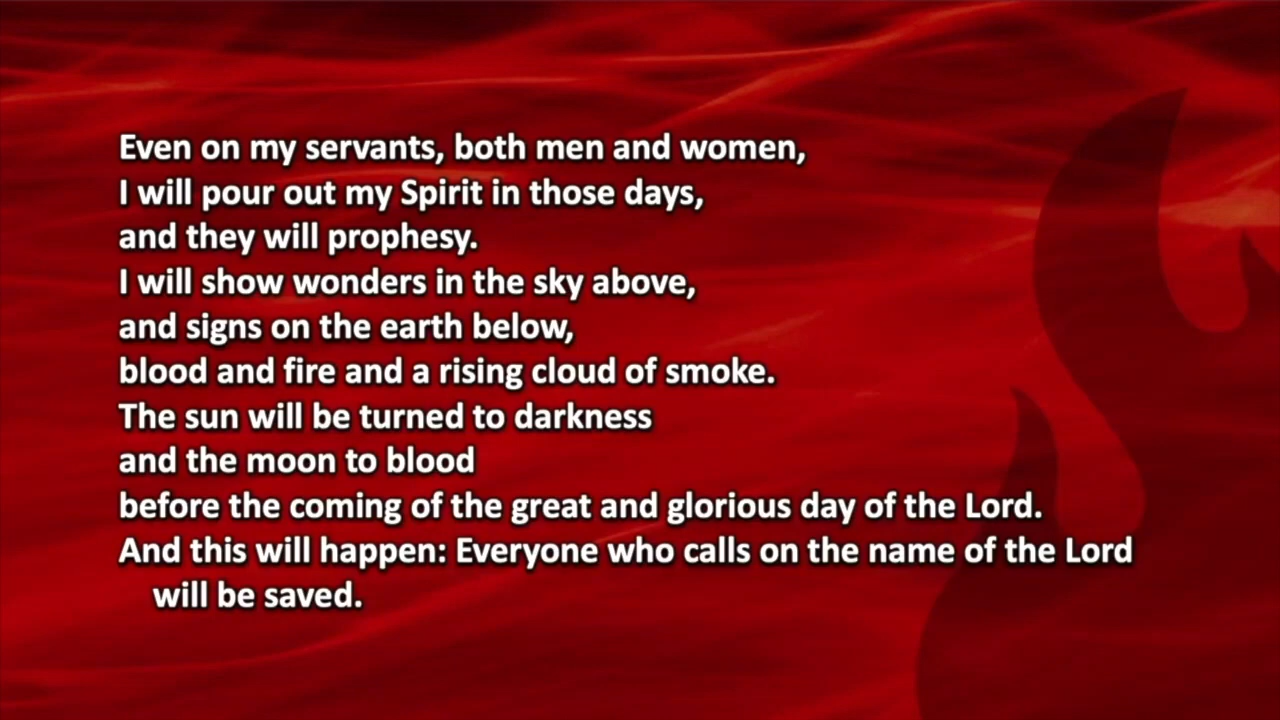 Even on my servants, both men and women,
I will pour out my Spirit in those days,
and they will prophesy.
I will show wonders in the sky above,
and signs on the earth below,
blood and fire and a rising cloud of smoke.
The sun will be turned to darkness
and the moon to blood
before the coming of the great and glorious day of the Lord.
And this will happen: Everyone who calls on the name of the Lord
will be saved.